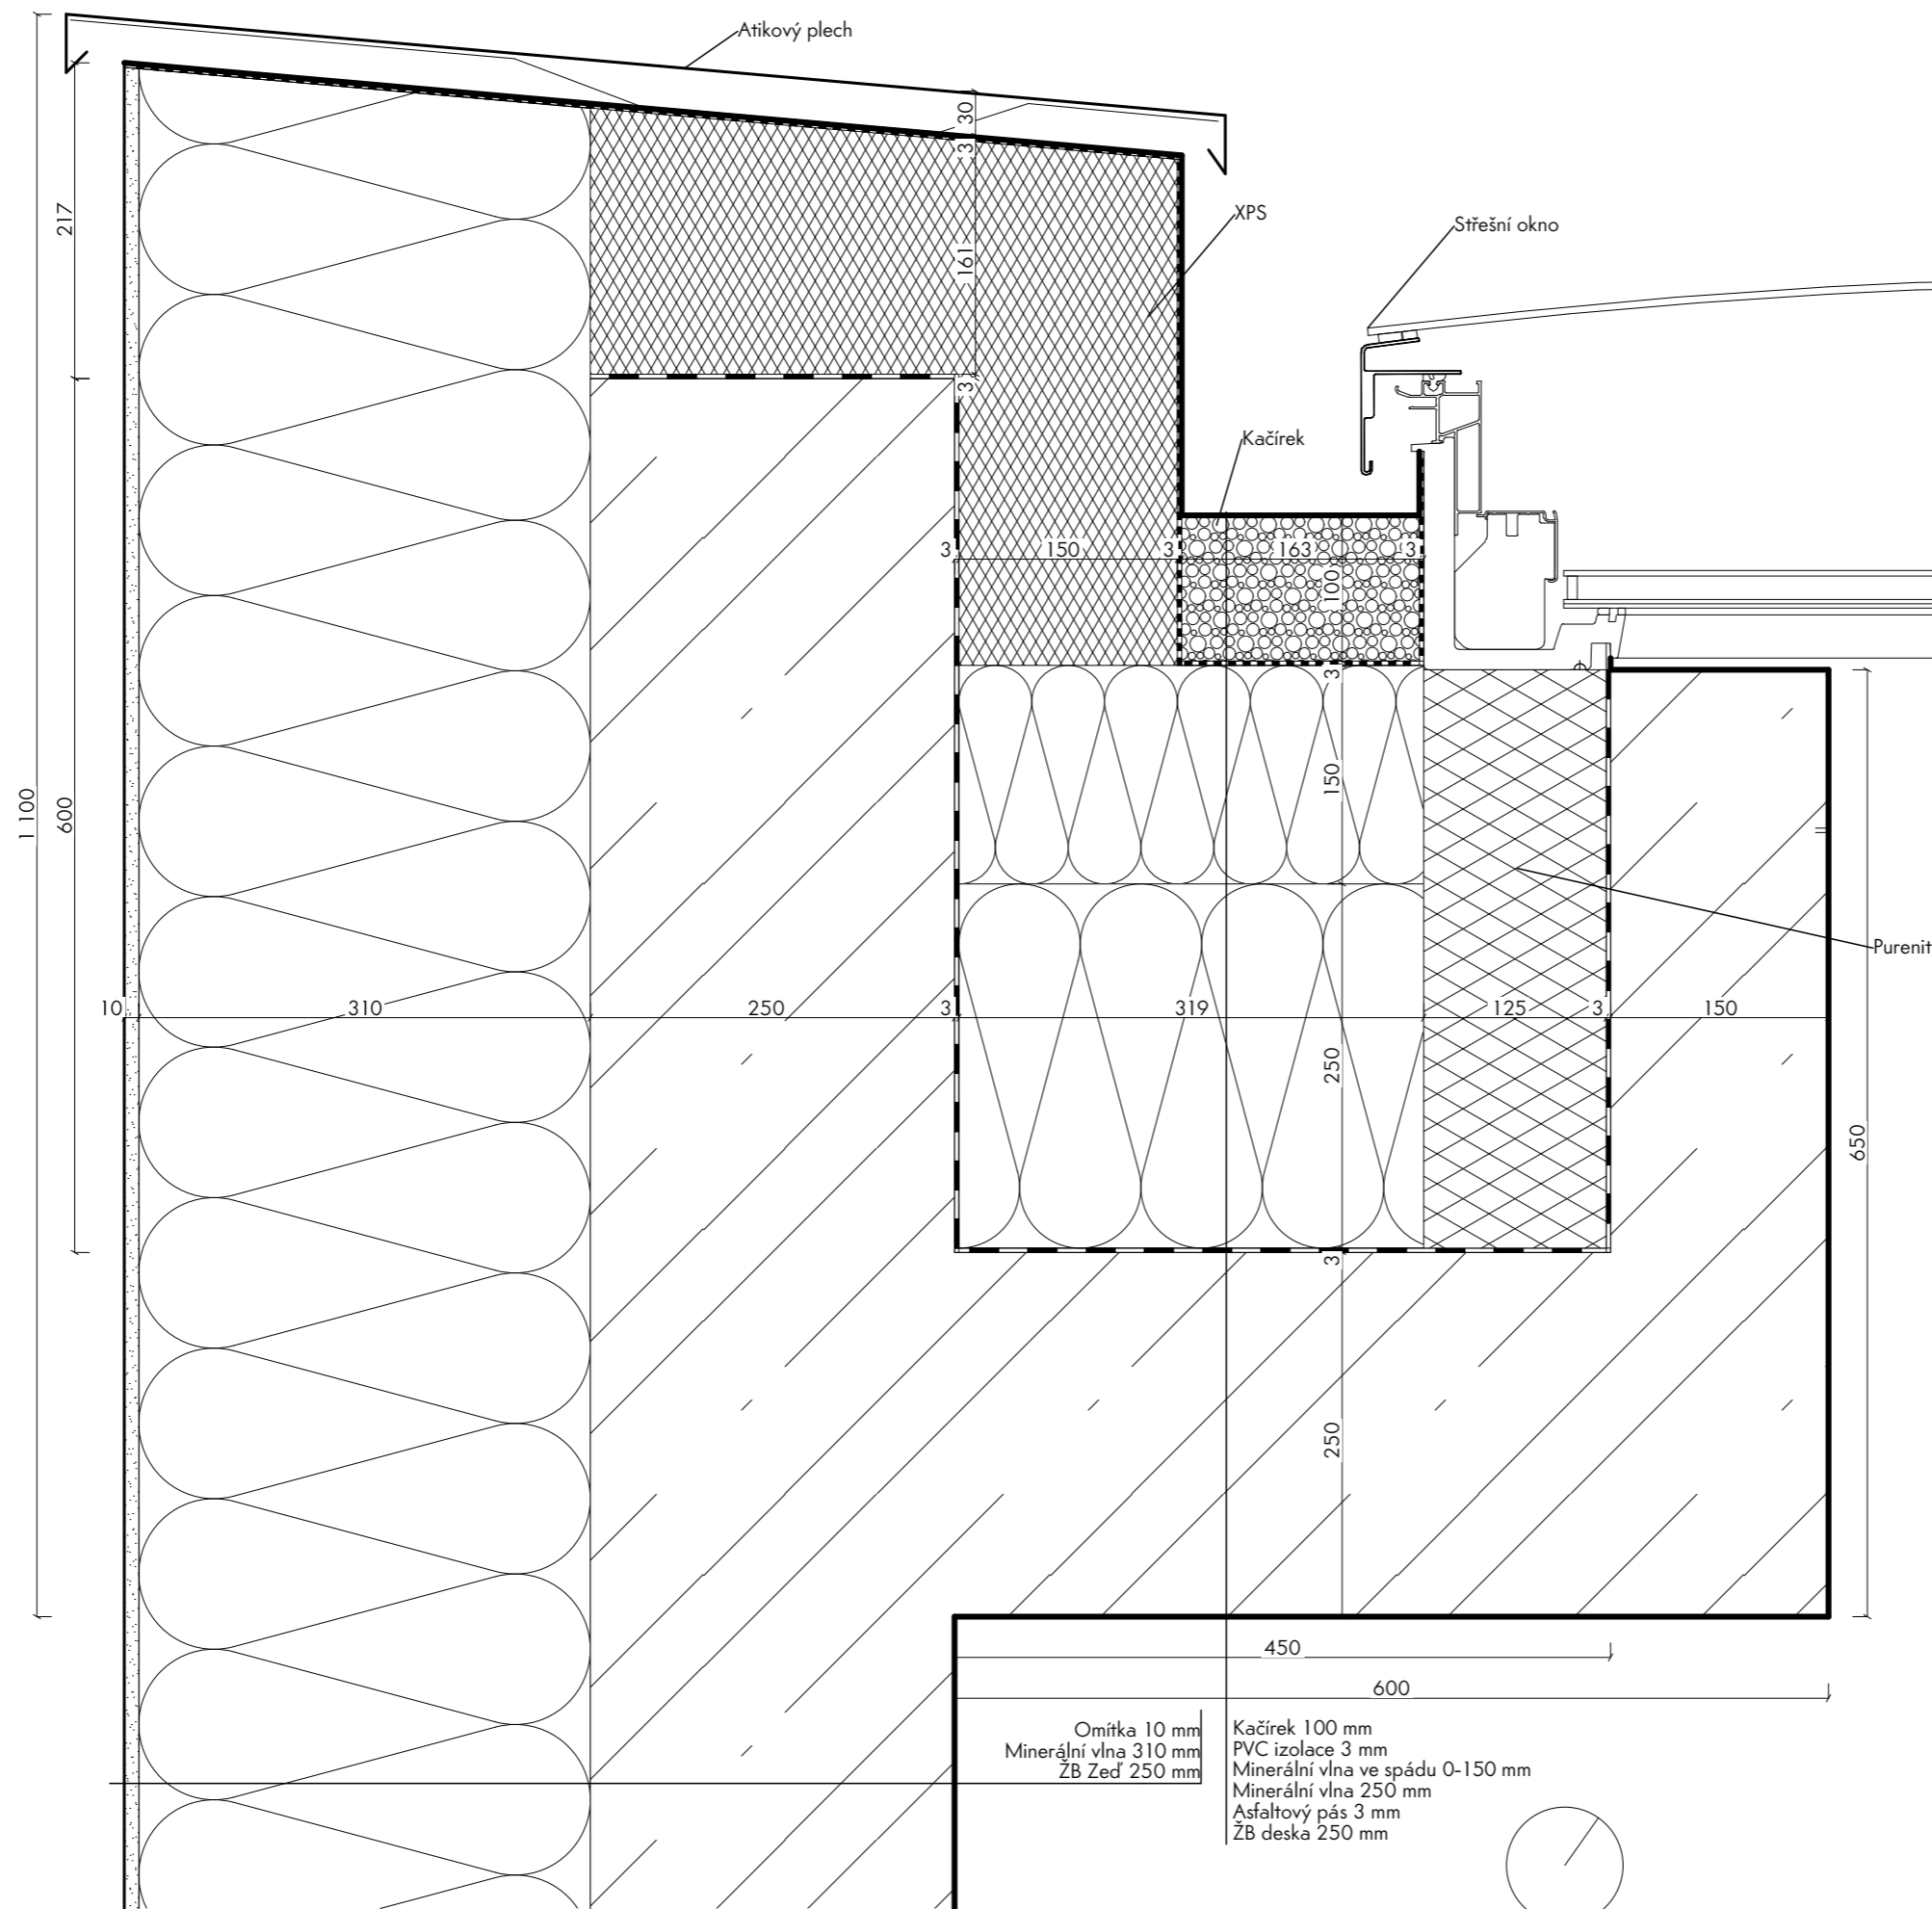 Atikový plech
30
3
217
XPS
Střešní okno
161
3
Kačírek
3 150 3 163 3
100
3
150
1 100
600
Purenit
10 310 250 3 319 125 3 150
250
650
3
250
450
600
Omítka 10 mm
Minerální vlna 310 mm
ŽB Zeď 250 mm
Kačírek 100 mm
PVC izolace 3 mm
Minerální vlna ve spádu 0-150 mm
Minerální vlna 250 mm
Asfaltový pás 3 mm
ŽB deska 250 mm